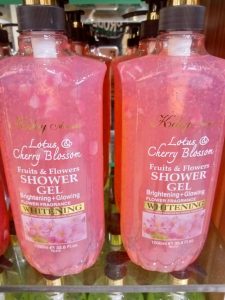 Lotus &
Cherry Blossom
Fruits & Flowers
SHOWER
GEL
Brightening + Glowing
FLOWER FRAGRANCE
WHITENING
Lotus &
Cherry Blossom
Fruits & Flowers
SHOWER
GEL
Brightening + Glowing
FLOWER FRAGRANCE
WHITENING